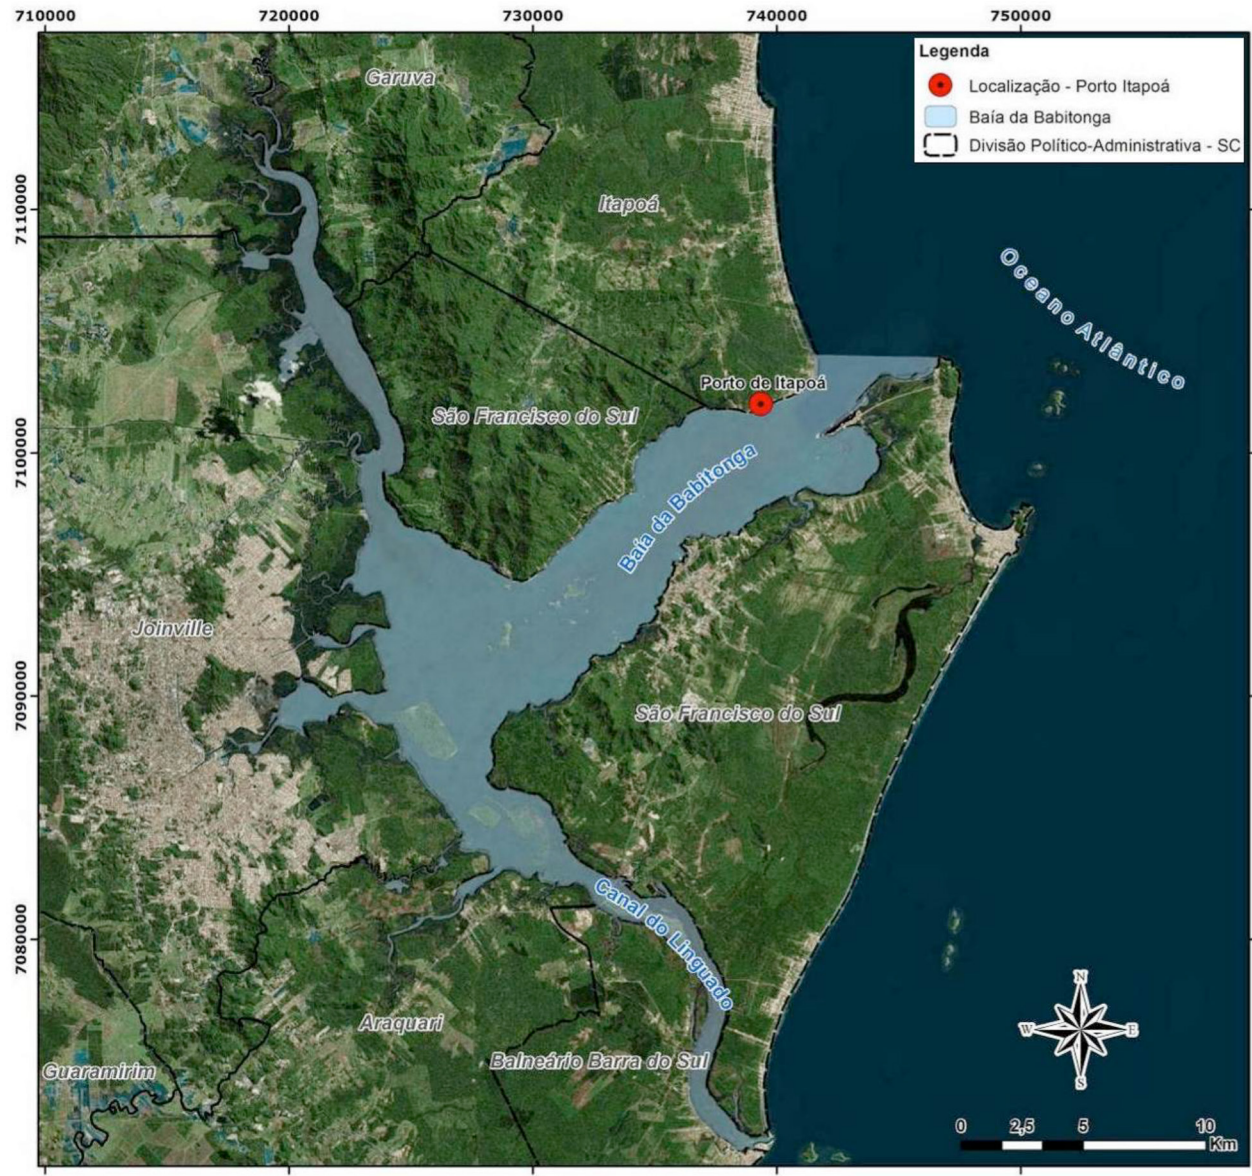 710000 720000 730000 740000 750000
Legenda
Localização - Porto Itapoá
Baía da Babitonga
Divisão Político-Administrativa - SC
Garuva
Itapoá
7110000
Oceano Atlântico
Porto de Itapoá
São Francisco do Sul
7100000
Baía da Babitonga
Joinville
7090000
São Francisco do Sul
Canal do Linguado
7080000
Araquari
Balneário Barra do Sul
Guaramirim
N
W E
S
0 2,5 5 10
Km